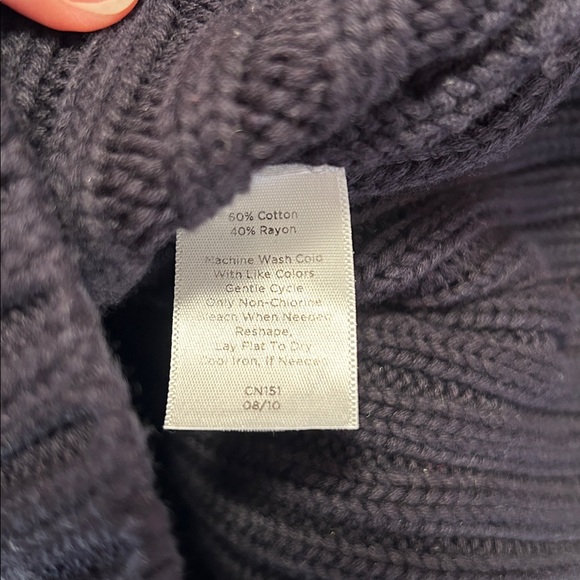 60% Cotton
40% Rayon
Machine Wash Cold
With Like Colors
Gentle Cycle
Only Non-Chlorine
Bleach When Needed
Reshape,
Lay Flat To Dry
Cool Iron, If Needed
CN151
08/10